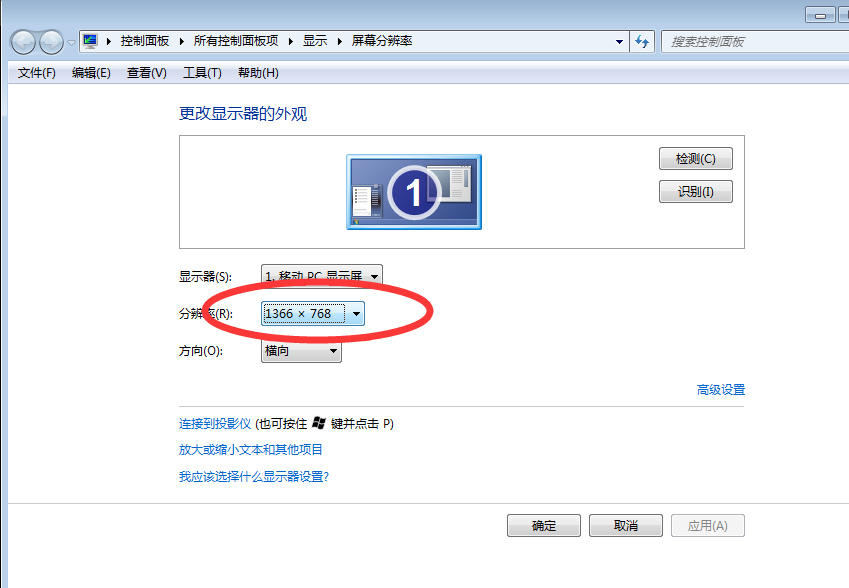 控制面板 所有控制面板项 显示 屏幕分辨率 搜索控制面板
文件(F) 编辑(E) 查看(V) 工具(T) 帮助(H)
更改显示器的外观
1
检测(C)
识别(I)
显示器(S): 1. 移动 PC 显示屏
分辨率(R): 1366 × 768
方向(O): 横向
高级设置
连接到投影仪 (也可按住 键并点击 P)
放大或缩小文本和其他项目
我应该选择什么显示器设置?
确定 取消 应用(A)